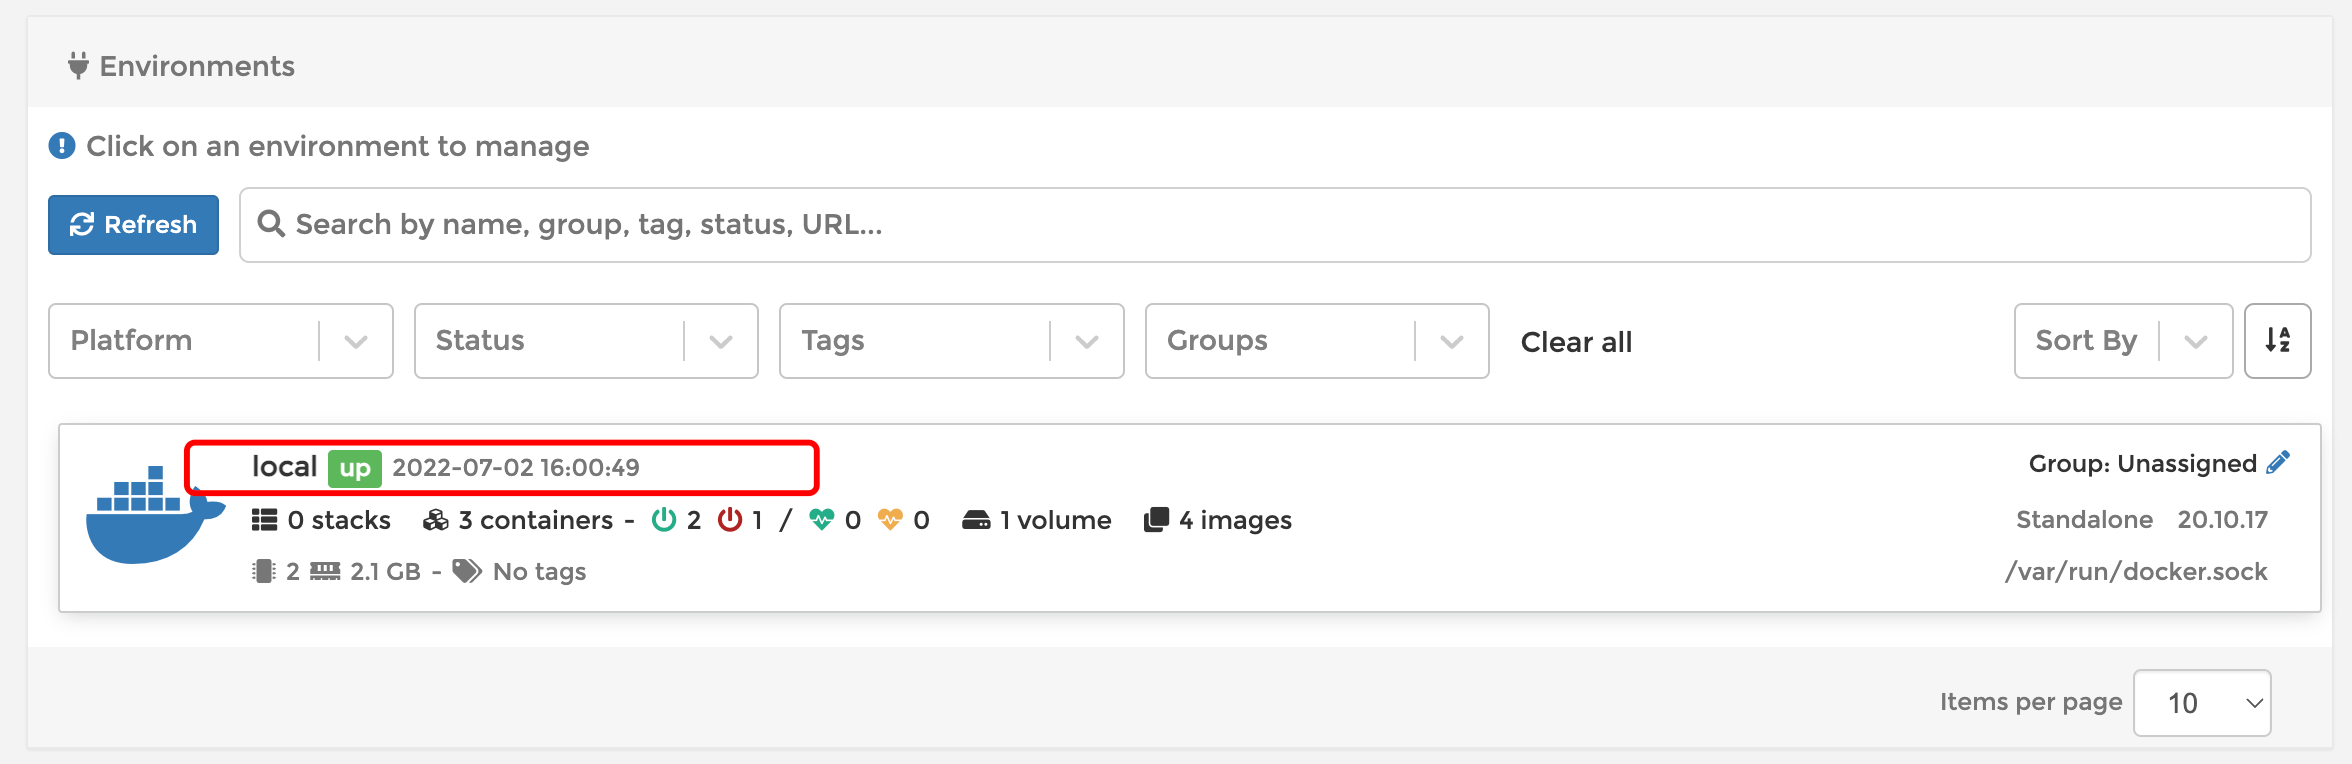 Environments
Click on an environment to manage
Refresh
Search by name, group, tag, status, URL...
Platform
Status
Tags
Groups
Clear all
Sort By
A
Z
local up 2022-07-02 16:00:49
Group: Unassigned
0 stacks 3 containers - 2 1 / 0 0 1 volume 4 images
Standalone 20.10.17
2 2.1 GB - No tags
/var/run/docker.sock
Items per page 10